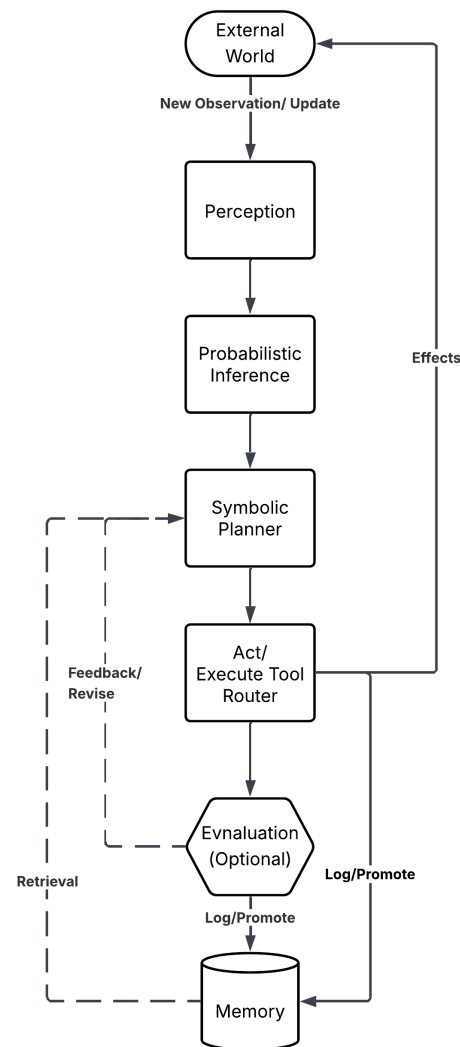 External
World
New Observation/ Update
Perception
Probabilistic
Inference
Effects
Symbolic
Planner
Act/
Execute Tool
Router
Feedback/
Revise
Evnaluation
(Optional)
Retrieval
Log/Promote
Log/Promote
Memory